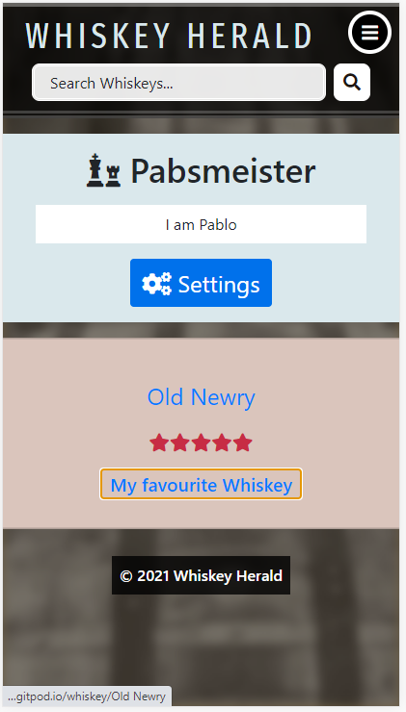 WHISKEY HERALD
Search Whiskeys...
Pabsmeister
I am Pablo
Settings
Old Newry
My favourite Whiskey
© 2021 Whiskey Herald
...gitpod.io/whiskey/Old Newry